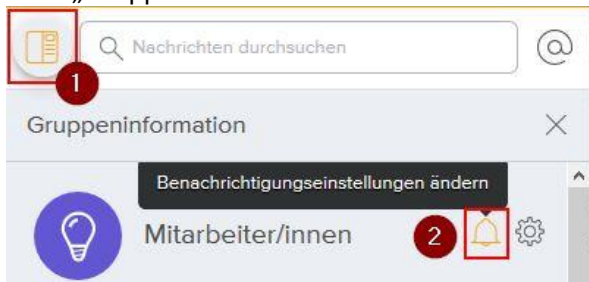 Nachrichten durchsuchen
1
Gruppeninformation
Benachrichtigungseinstellungen ändern
Mitarbeiter/innen
2